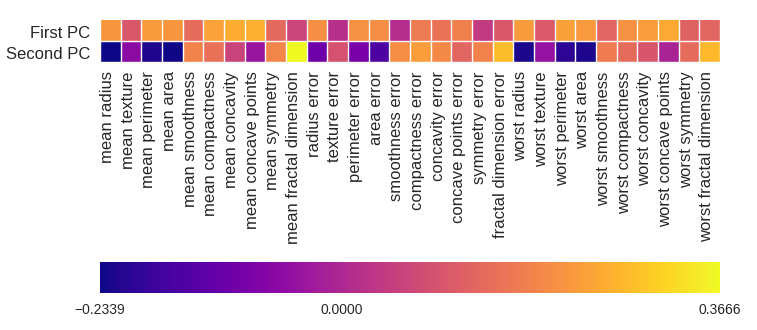 First PC
Second PC
mean radius
mean texture
mean perimeter
mean area
mean smoothness
mean compactness
mean concavity
mean concave points
mean symmetry
mean fractal dimension
radius error
texture error
perimeter error
area error
smoothness error
compactness error
concavity error
concave points error
symmetry error
fractal dimension error
worst radius
worst texture
worst perimeter
worst area
worst smoothness
worst compactness
worst concavity
worst concave points
worst symmetry
worst fractal dimension
−0.2339 0.0000 0.3666